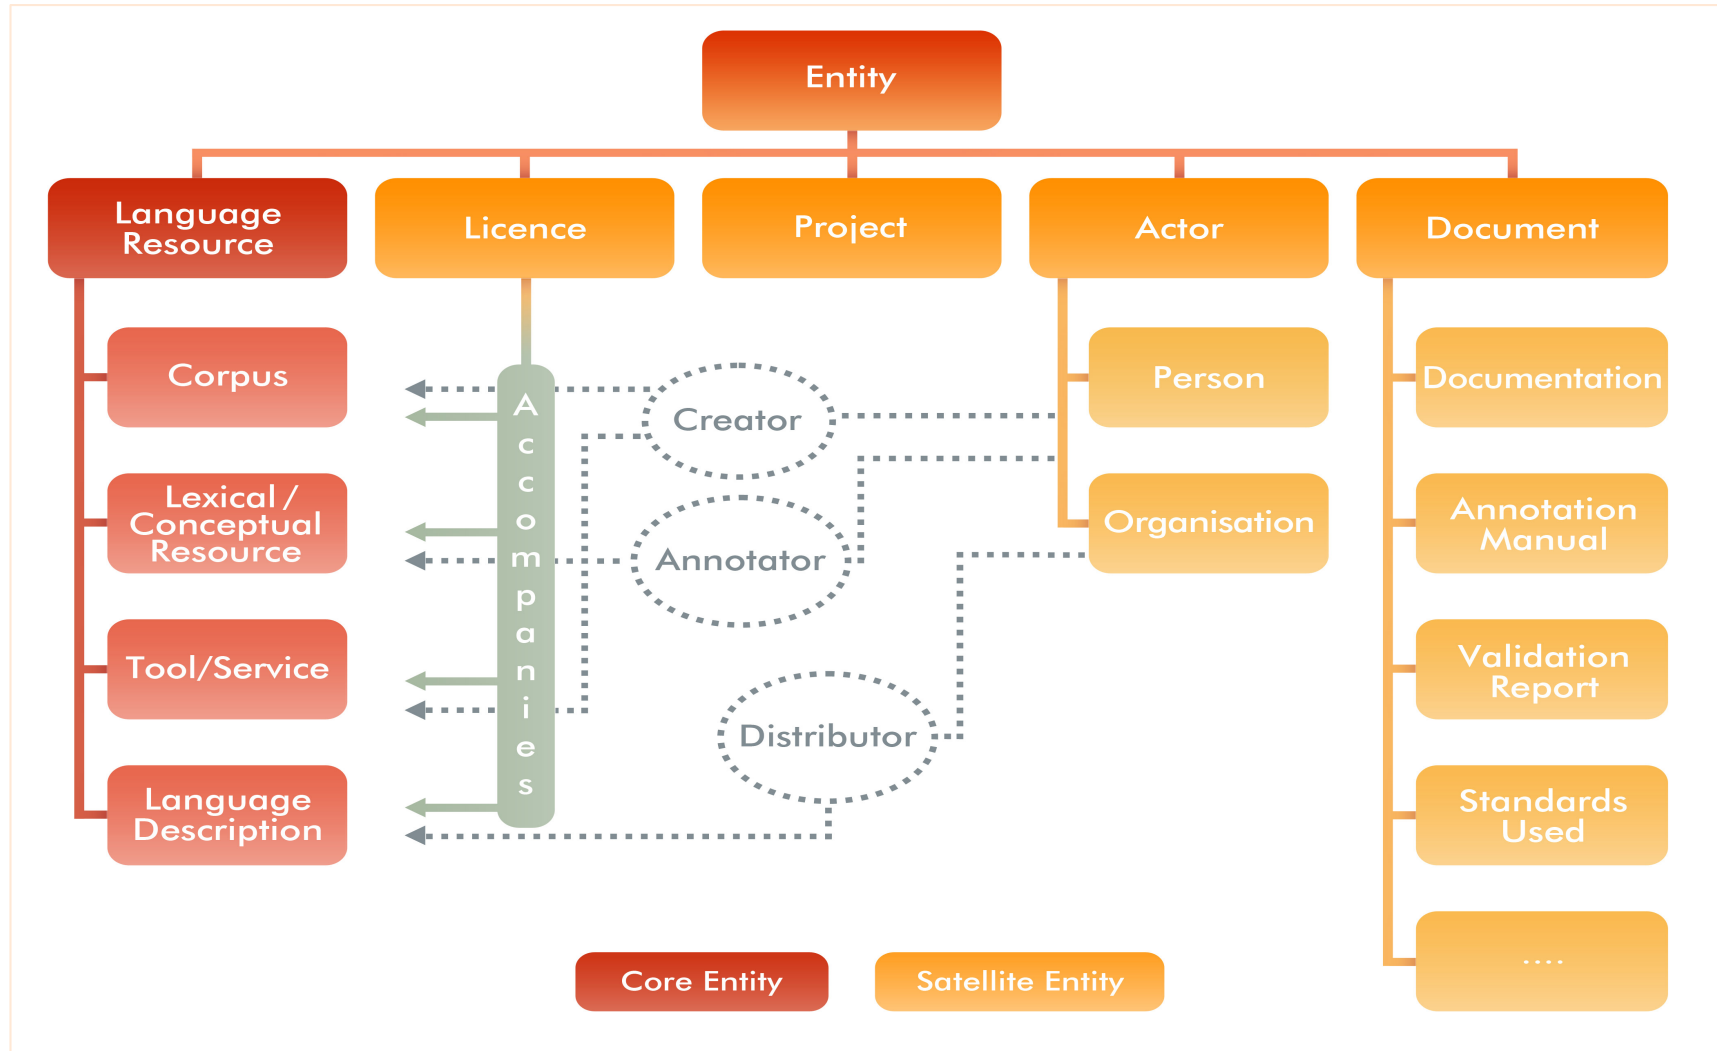 Entity
Language
Resource
Licence
Project
Actor
Document
Corpus
Lexical /
Conceptual
Resource
Tool/Service
Language
Description
Accompanies
Creator
Annotator
Distributor
Person
Organisation
Documentation
Annotation
Manual
Validation
Report
Standards
Used
....
Core Entity
Satellite Entity